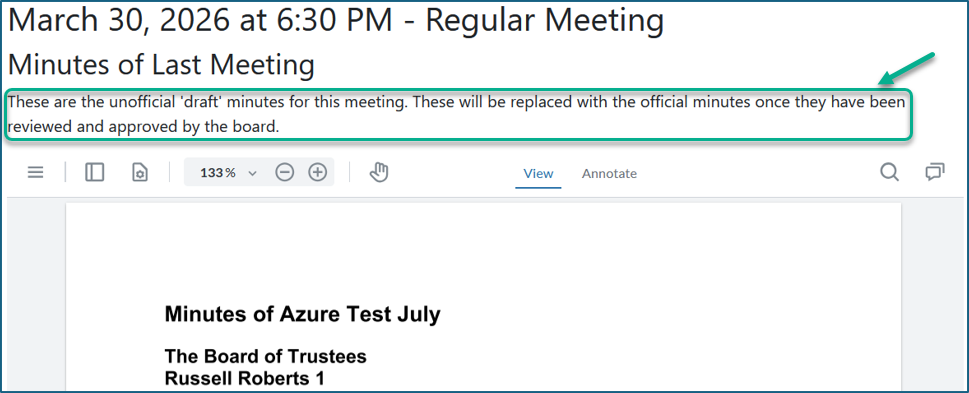 March 30, 2026 at 6:30 PM - Regular Meeting
Minutes of Last Meeting
These are the unofficial 'draft' minutes for this meeting. These will be replaced with the official minutes once they have been
reviewed and approved by the board.
133%
View
Annotate
Minutes of Azure Test July
The Board of Trustees
Russell Roberts 1